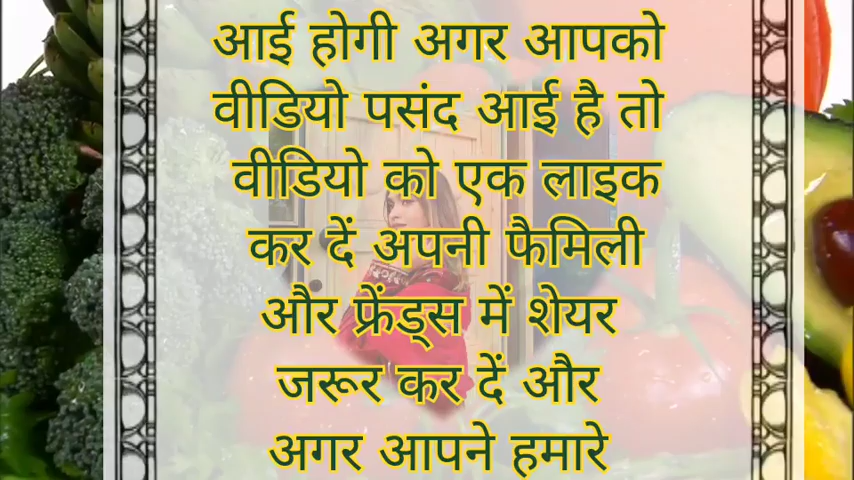 आई होगी अगर आपको
वीडियो पसंद आई है तो
वीडियो को एक लाइक
कर दें अपनी फैमिली
और फ्रेंड्स में शेयर
जरूर कर दें और
अगर आपने हमारे